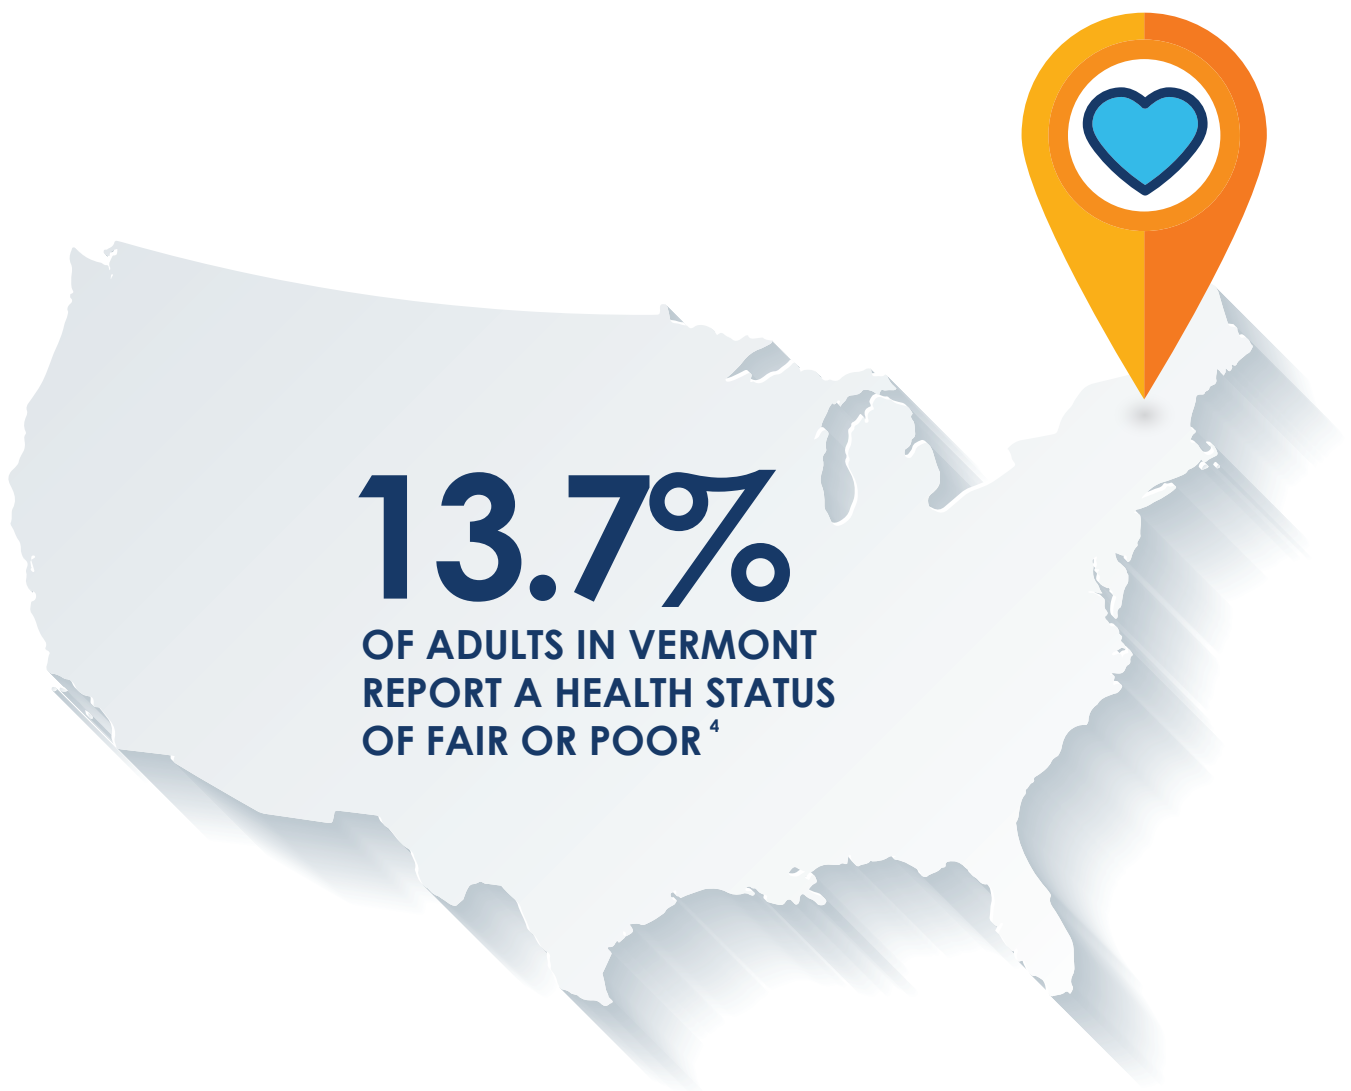 13.7%
OF ADULTS IN VERMONT
REPORT A HEALTH STATUS
OF FAIR OR POOR 4